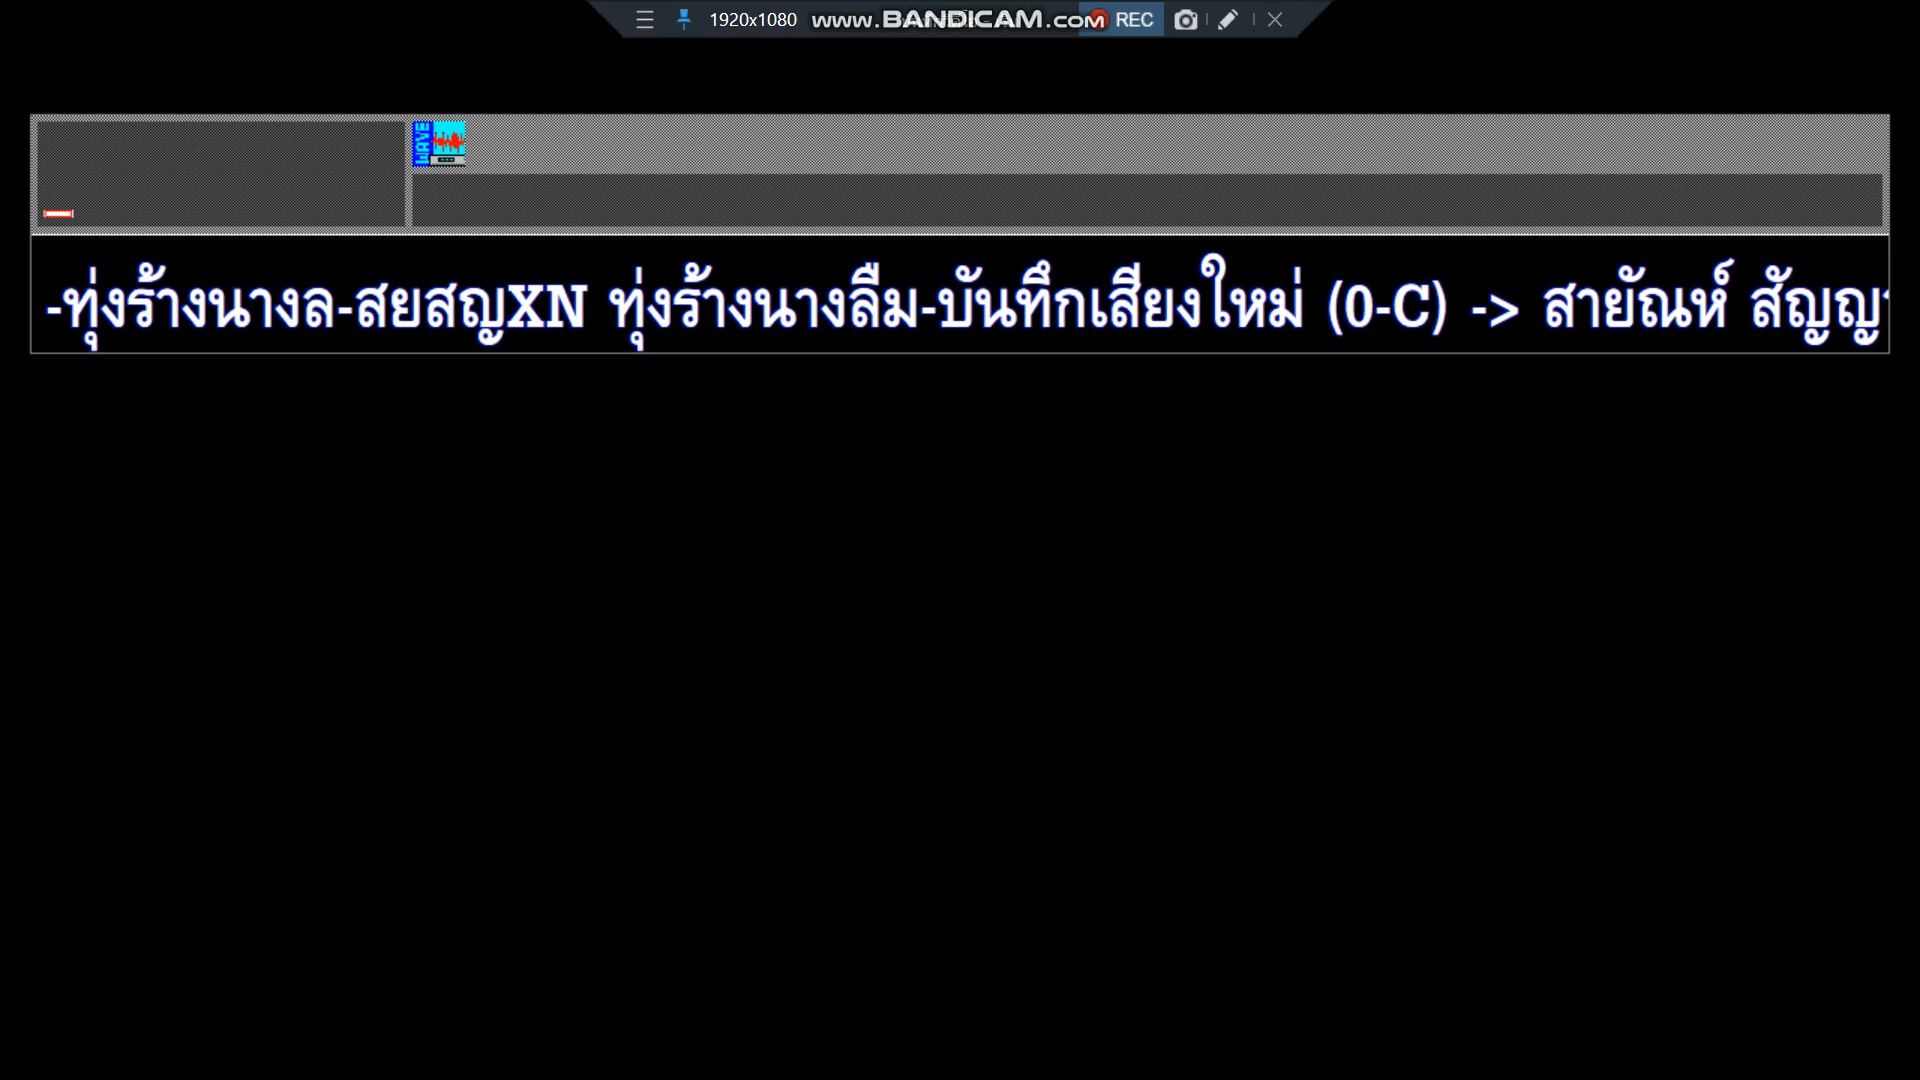 1920x1080 www.BANDICAM.com REC
WAVE
-ทุ่งร้างนางล-สยสญXN ทุ่งร้างนางลืม-บันทึกเสียงใหม่ (0-C) -> สายัณห์ สัญญ